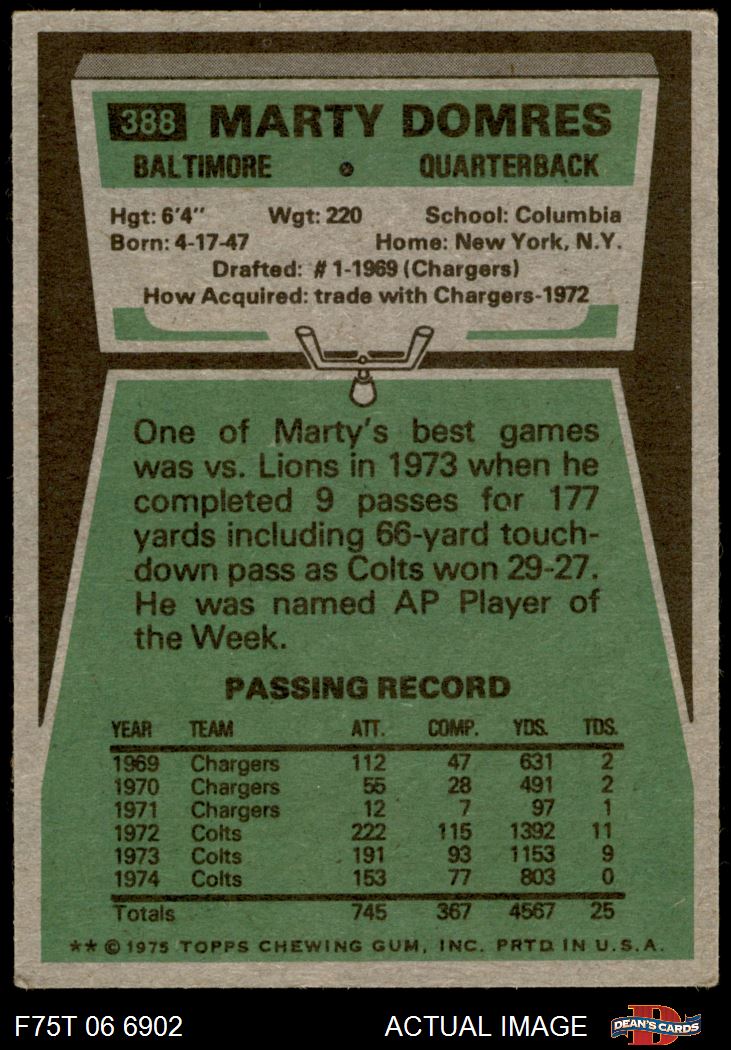 388 MARTY DOMRES
BALTIMORE • QUARTERBACK
Hgt: 6'4" Wgt: 220 School: Columbia
Born: 4-17-47 Home: New York, N.Y.
Drafted: #1-1969 (Chargers)
How Acquired: trade with Chargers-1972
One of Marty's best games
was vs. Lions in 1973 when he
completed 9 passes for 177
yards including 66-yard touch-
down pass as Colts won 29-27.
He was named AP Player of
the Week.
PASSING RECORD
YEAR TEAM ATT. COMP. YDS. TDS.
1969 Chargers 112 47 631 2
1970 Chargers 55 28 491 2
1971 Chargers 12 7 97 1
1972 Colts 222 115 1392 11
1973 Colts 191 93 1153 9
1974 Colts 153 77 803 0
Totals 745 367 4567 25
** © 1975 TOPPS CHEWING GUM, INC. PRTD. IN U.S.A.
F75T 06 6902 ACTUAL IMAGE D DEAN'S CARDS